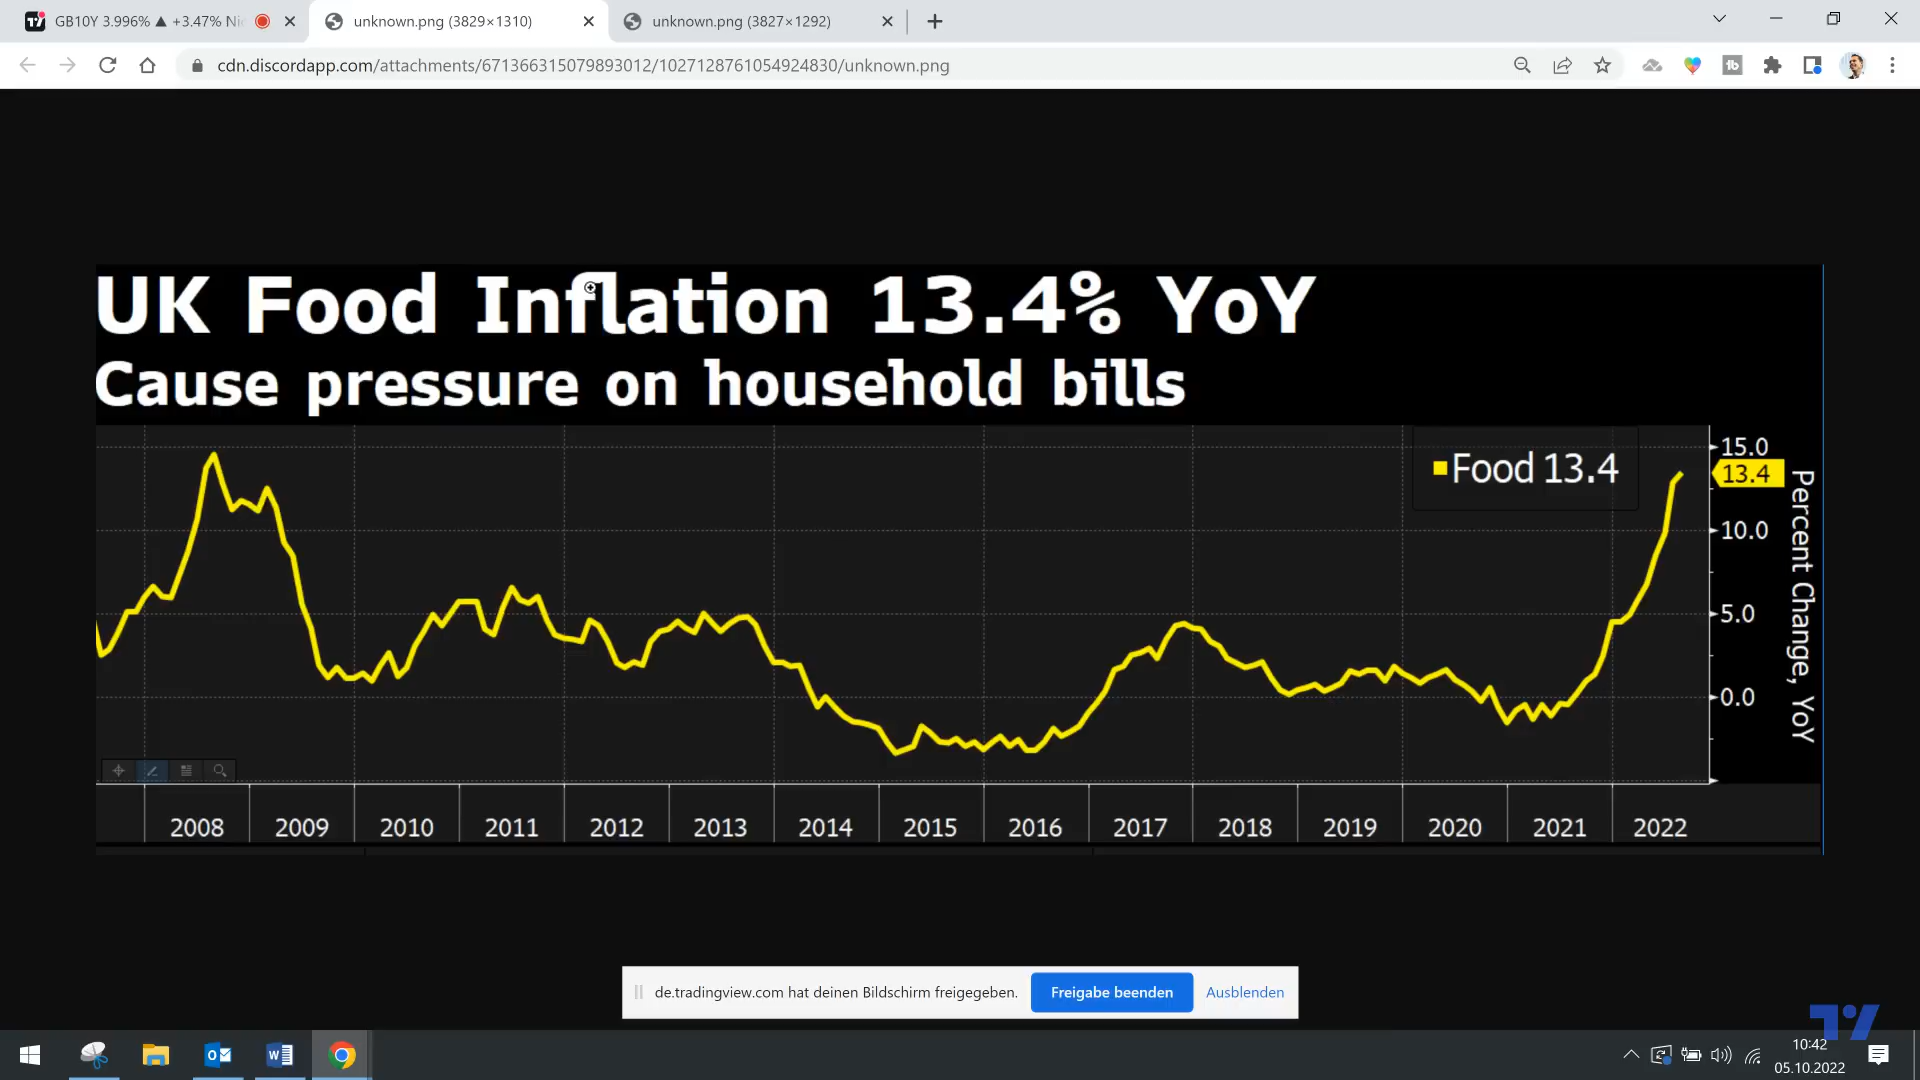 GB10Y 3.996% ▲ +3.47% Ni
unknown.png (3829×1310)
unknown.png (3827×1292)
cdn.discordapp.com/attachments/671366315079893012/1027128761054924830/unknown.png
UK Food Inflation 13.4% YoY
Cause pressure on household bills
Food 13.4
15.0
13.4
10.0
5.0
0.0
Percent Change, YoY
2008 2009 2010 2011 2012 2013 2014 2015 2016 2017 2018 2019 2020 2021 2022
de.tradingview.com hat deinen Bildschirm freigegeben.
Freigabe beenden
Ausblenden
10:42
05.10.2022